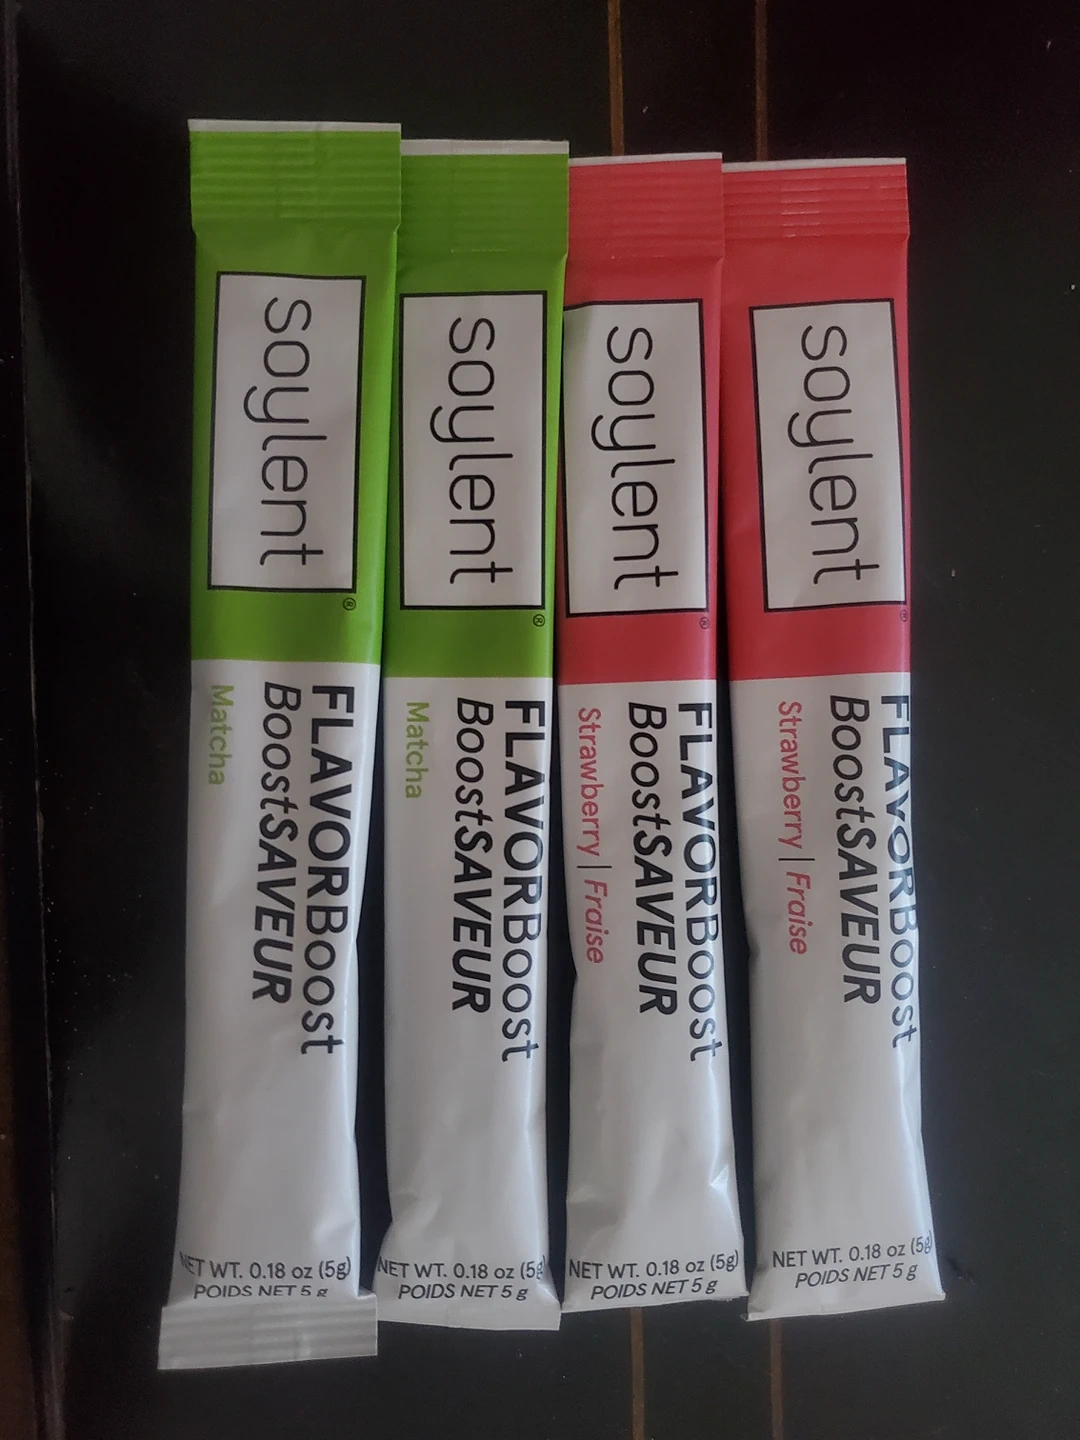 soylent®
FLAVORBoost
BoostSAVEUR
Matcha
NET WT. 0.18 oz (5g)
POIDS NET 5 g
soylent®
FLAVORBoost
BoostSAVEUR
Matcha
NET WT. 0.18 oz (5g)
POIDS NET 5 g
soylent®
FLAVORBoost
BoostSAVEUR
Strawberry | Fraise
NET WT. 0.18 oz (5g)
POIDS NET 5 g
soylent®
FLAVORBoost
BoostSAVEUR
Strawberry | Fraise
NET WT. 0.18 oz (5g)
POIDS NET 5 g